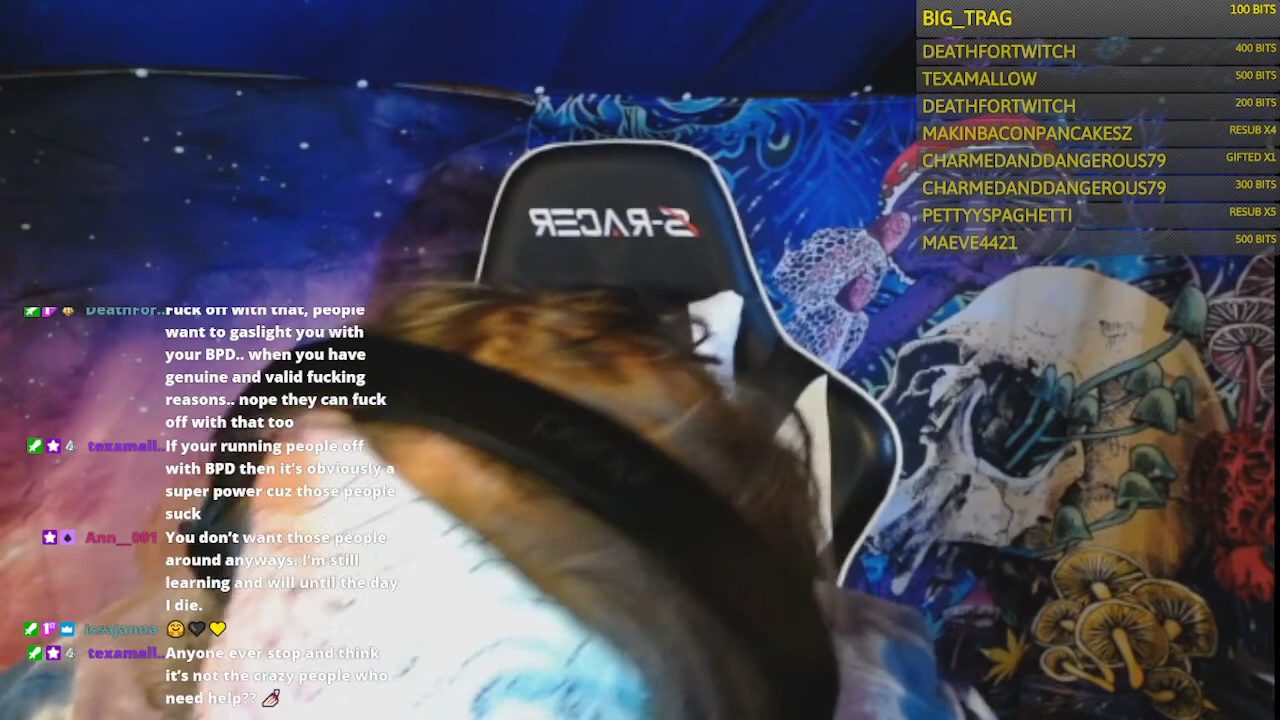 BIG_TRAG 100 BITS
DEATHFORTWITCH 400 BITS
TEXAMALLOW 500 BITS
DEATHFORTWITCH 200 BITS
MAKINBACONPANCAKESZ RESUB X4
CHARMEDANDDANGEROUS79 GIFTED X1
CHARMEDANDDANGEROUS79 300 BITS
PETTYYSPAGHETTI RESUB X5
MAEVE4421 500 BITS
S-RACER
DeathFor.. Fuck off with that, people
want to gaslight you with
your BPD.. when you have
genuine and valid fucking
reasons.. nope they can fuck
off with that too
texamall.. If your running people off
with BPD then it's obviously a
super power cuz those people
suck
Ann__001 You don't want those people
around anyways. I'm still
learning and will until the day
I die.
issajanna 🤗🖤💛
texamall.. Anyone ever stop and think
it's not the crazy people who
need help?? 💅